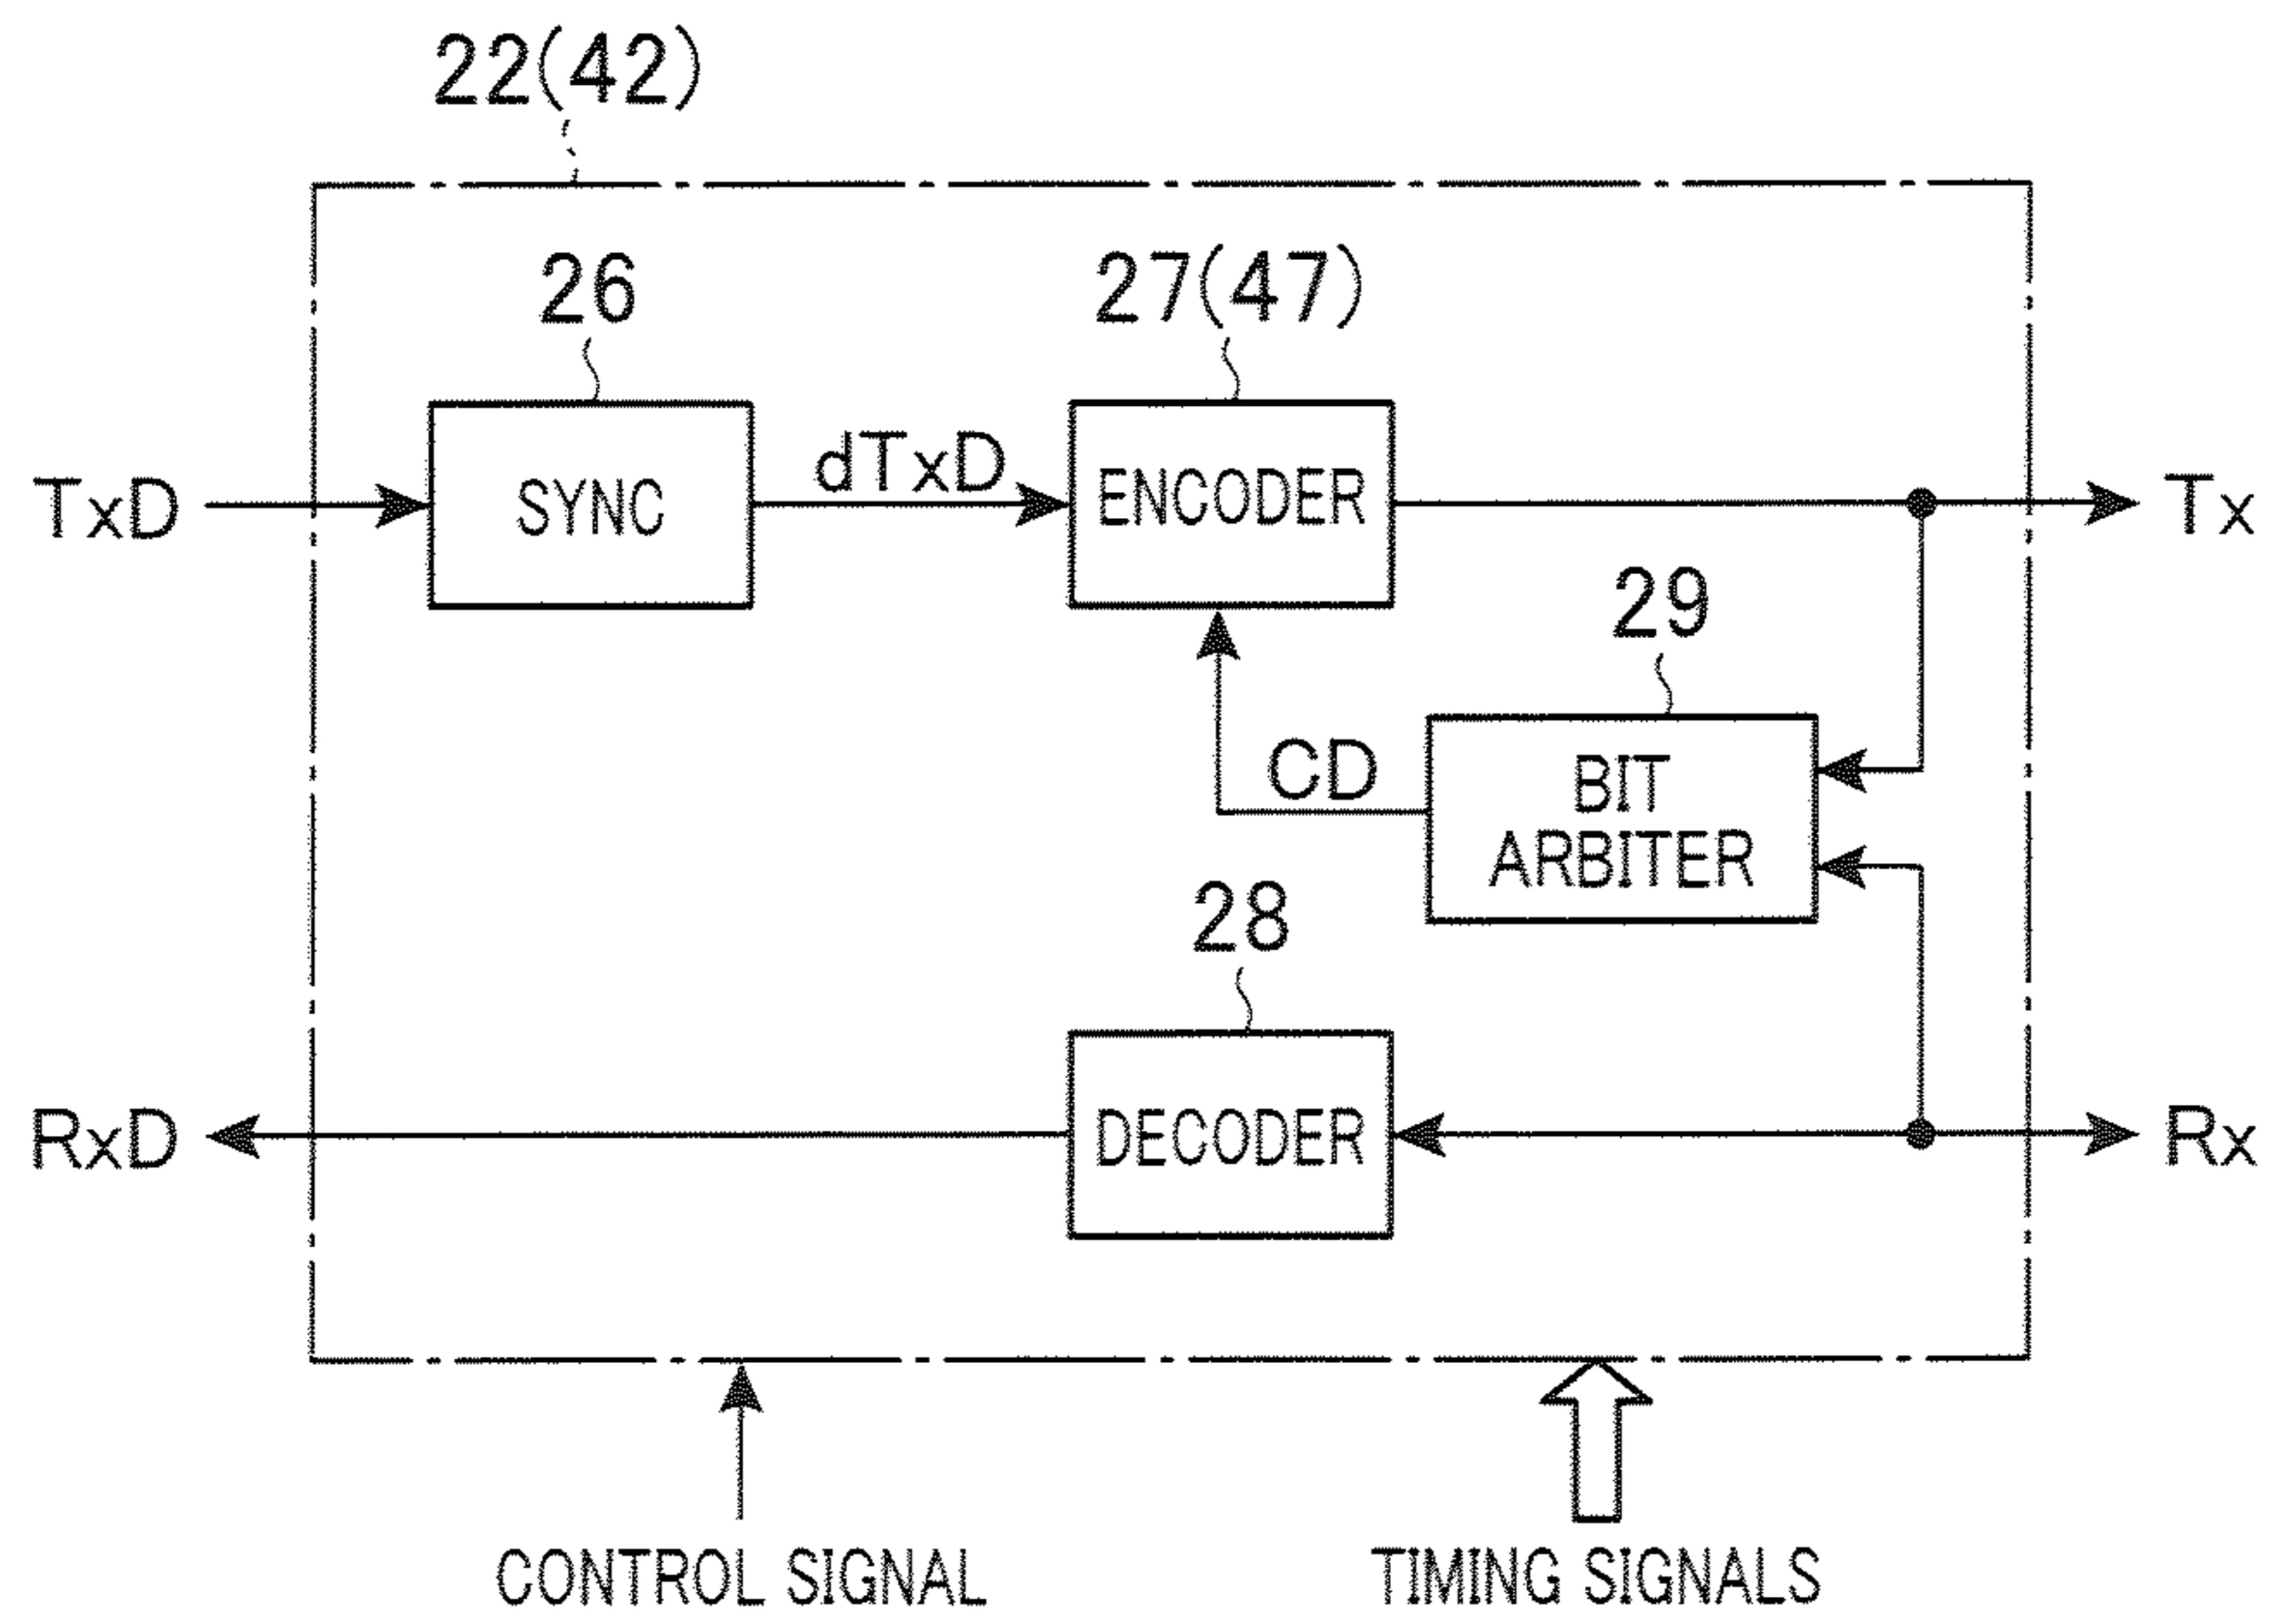 22(42)
26
27(47)
TxD
SYNC
dTxD
ENCODER
Tx
29
CD
BIT
ARBITER
28
RxD
DECODER
Rx
CONTROL SIGNAL
TIMING SIGNALS